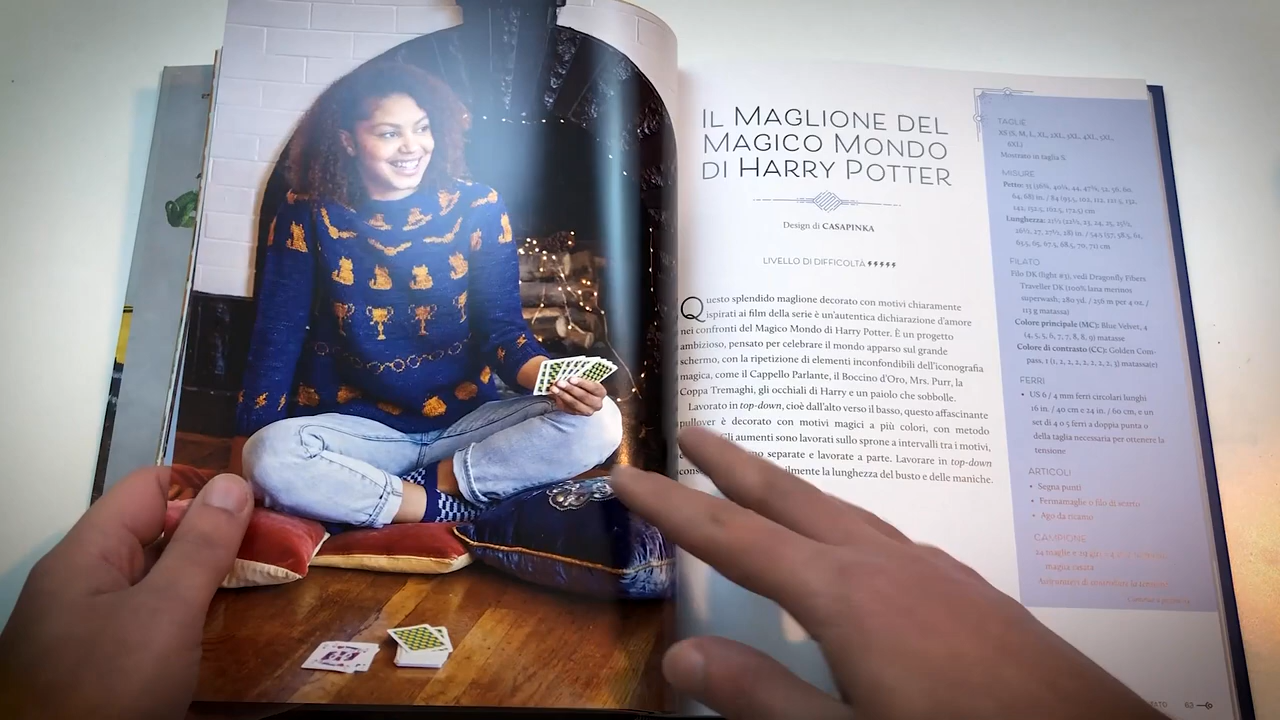 IL MAGLIONE DEL
MAGICO MONDO
DI HARRY POTTER
Design di CASAPINKA
LIVELLO DI DIFFICOLTÀ
Questo splendido maglione decorato con motivi chiaramente
ispirati ai film della serie è un'autentica dichiarazione d'amore
nei confronti del Magico Mondo di Harry Potter. È un progetto
ambizioso, pensato per celebrare il mondo apparso sul grande
schermo, con la ripetizione di elementi inconfondibili dell'iconografia
magica, come il Cappello Parlante, il Boccino d'Oro, Mrs. Purr, la
Coppa Tremaghi, gli occhiali di Harry e un paiolo che sobbolle.
Lavorato in top-down, cioè dall'alto verso il basso, questo affascinante
pullover è decorato con motivi magici a più colori, con metodo
Gli aumenti sono lavorati sullo sprone a intervalli tra i motivi,
separate e lavorate a parte. Lavorare in top-down
la lunghezza del busto e delle maniche.
TAGLIE
XS (S, M, L, XL, 2XL, 3XL, 4XL, 5XL,
6XL)
Mostrato in taglia S
MISURE
Petto:
Lunghezza:
FILATO
Filo DK (light #3), vedi Dragonfly Fibers
Traveller DK (100% lana merinos
superwash, 280 yd. / 256 m per 4 oz. /
113 g matassa)
Colore principale (MC): Blue Velvet, 4
(4, 5, 5, 6, 7, 7, 8, 8, 9) matasse
Colore di contrasto (CC): Golden Com-
pass, 1 (1, 2, 2, 2, 2, 2, 2, 2, 3) matassa(e)
FERRI
• US 6 / 4 mm ferri circolari lunghi
16 in. / 40 cm e 24 in. / 60 cm, e un
set di 4 o 5 ferri a doppia punta o
della taglia necessaria per ottenere la
tensione
ARTICOLI
• Segna punti
• Fermamaglie o filo di scarto
• Ago da ricamo
CAMPIONE
24 maglie e
maglia rasata
63